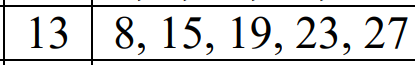 13 8, 15, 19, 23, 27